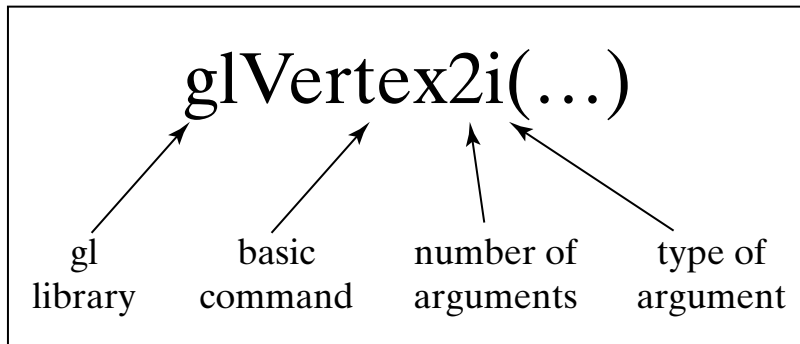 glVertex2i(…)
gl basic number of type of
library command arguments argument